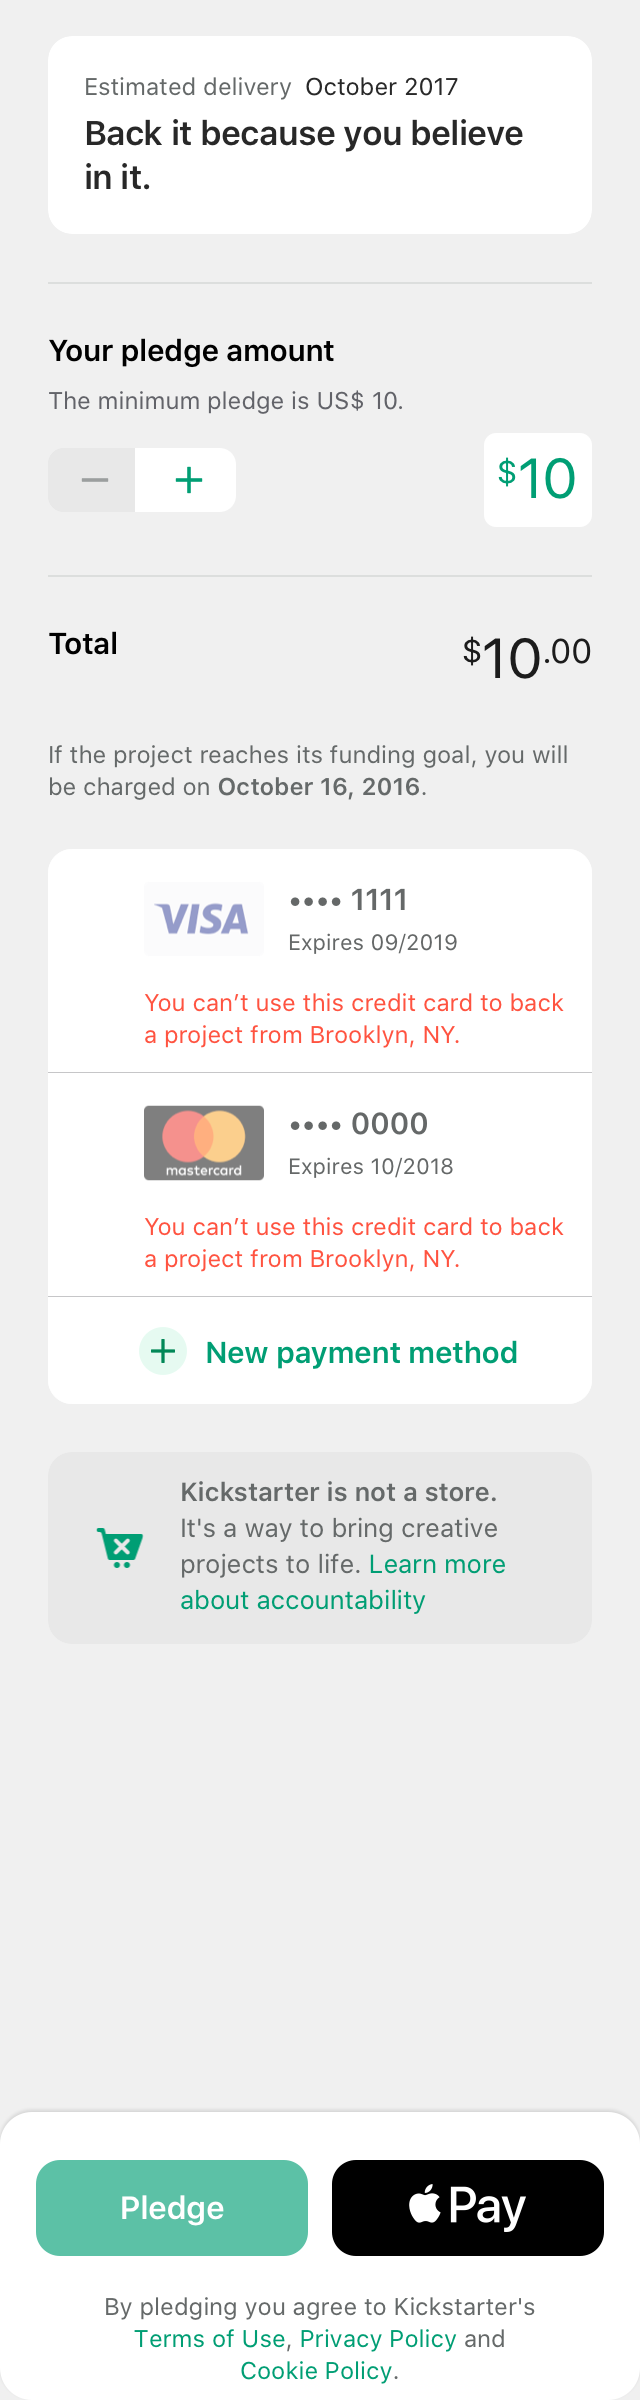 Estimated delivery October 2017
Back it because you believe
in it.
Your pledge amount
The minimum pledge is US$ 10.
— +
$10
Total
$10.00
If the project reaches its funding goal, you will
be charged on October 16, 2016.
VISA
•••• 1111
Expires 09/2019
You can’t use this credit card to back
a project from Brooklyn, NY.
mastercard
•••• 0000
Expires 10/2018
You can’t use this credit card to back
a project from Brooklyn, NY.
+ New payment method
Kickstarter is not a store.
It's a way to bring creative
projects to life. Learn more
about accountability
Pledge
Pay
By pledging you agree to Kickstarter's
Terms of Use, Privacy Policy and
Cookie Policy.